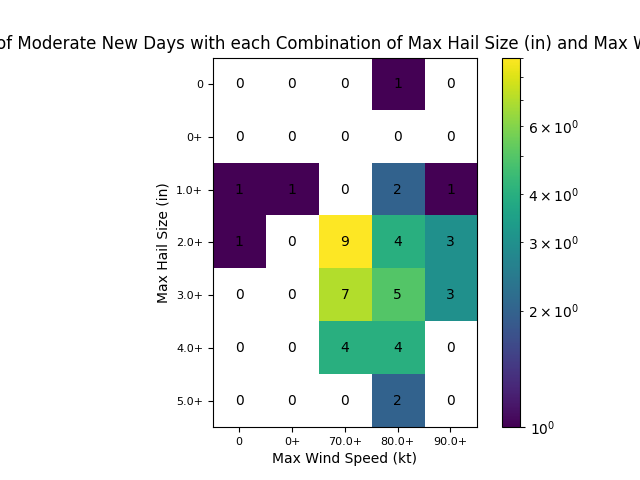 of Moderate New Days with each Combination of Max Hail Size (in) and Max W
0 0 0 0 1 0
0+ 0 0 0 0 0
1.0+ 1 1 0 2 1
2.0+ 1 0 9 4 3
3.0+ 0 0 7 5 3
4.0+ 0 0 4 4 0
5.0+ 0 0 0 2 0
0 0+ 70.0+ 80.0+ 90.0+
Max Wind Speed (kt)
Max Hail Size (in)
6 × 10⁰
4 × 10⁰
3 × 10⁰
2 × 10⁰
10⁰